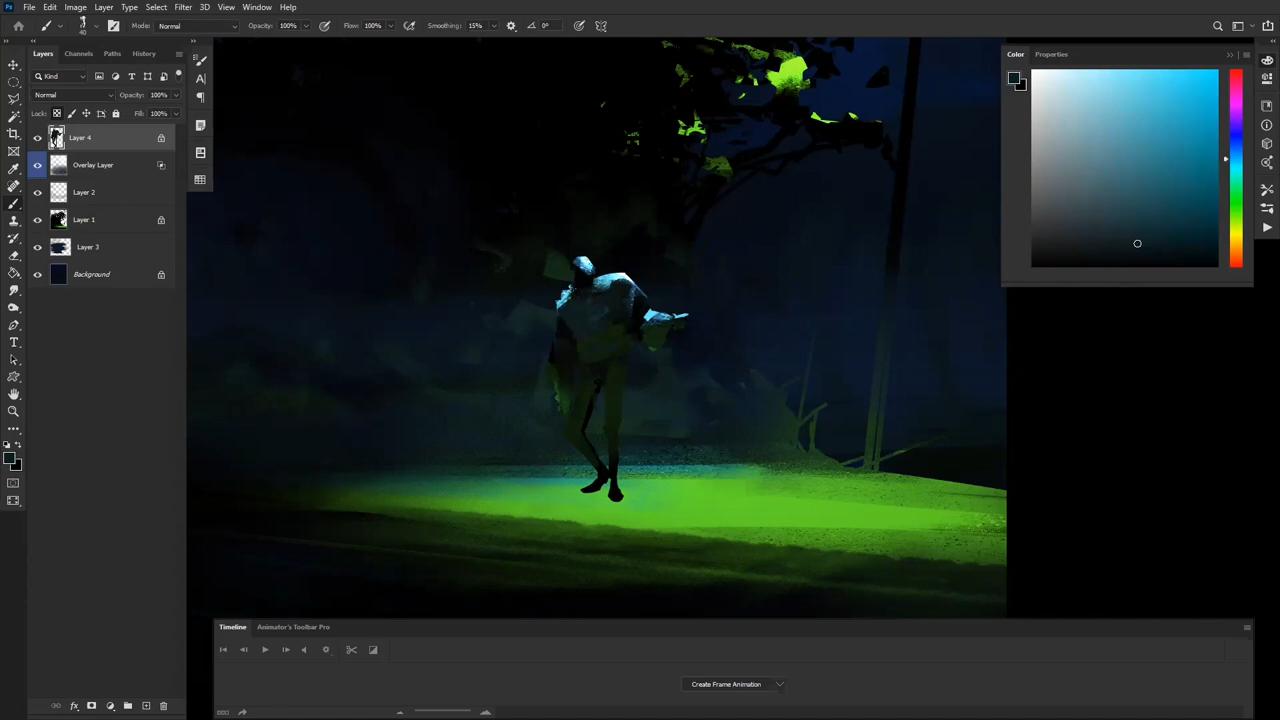 Ps File Edit Image Layer Type Select Filter 3D View Window Help
40 Mode: Normal Opacity: 100% Flow: 100% Smoothing: 15% 0°
Layers Channels Paths History
Kind
Normal Opacity: 100%
Lock: Fill: 100%
Layer 4
Overlay Layer
Layer 2
Layer 1
Layer 3
Background
Color Properties
Timeline Animator's Toolbar Pro
Create Frame Animation